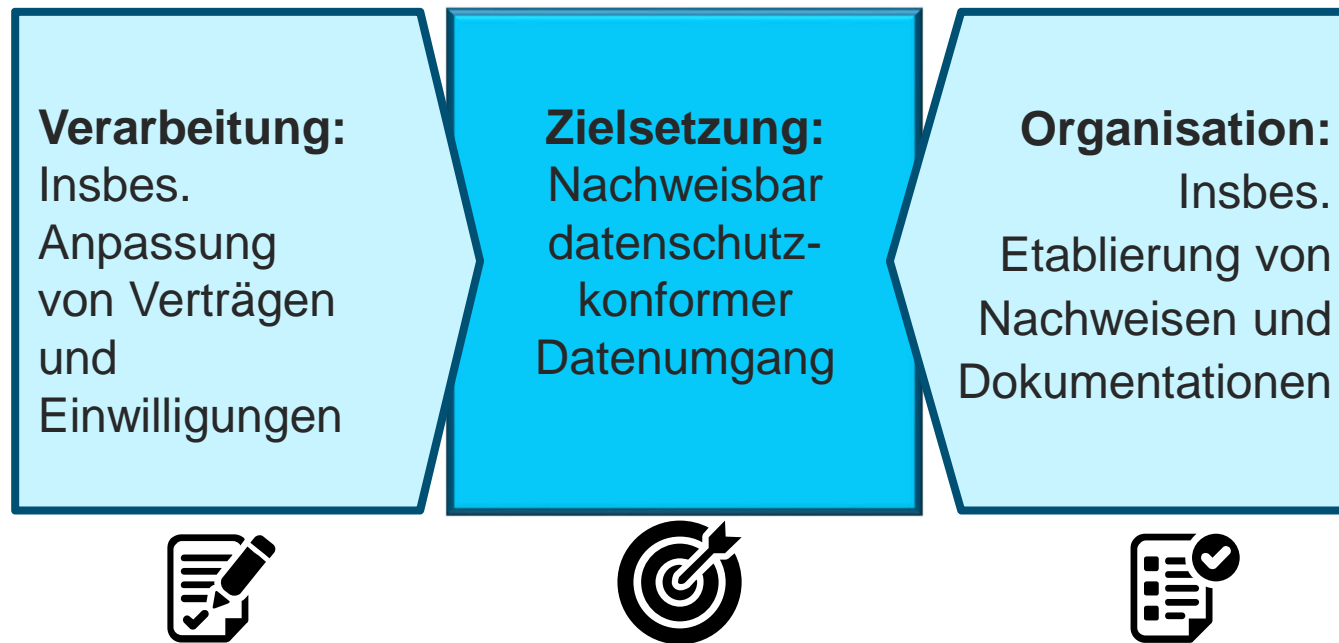 Verarbeitung:
Insbes.
Anpassung
von Verträgen
und
Einwilligungen
Zielsetzung:
Nachweisbar
datenschutz-
konformer
Datenumgang
Organisation:
Insbes.
Etablierung von
Nachweisen und
Dokumentationen